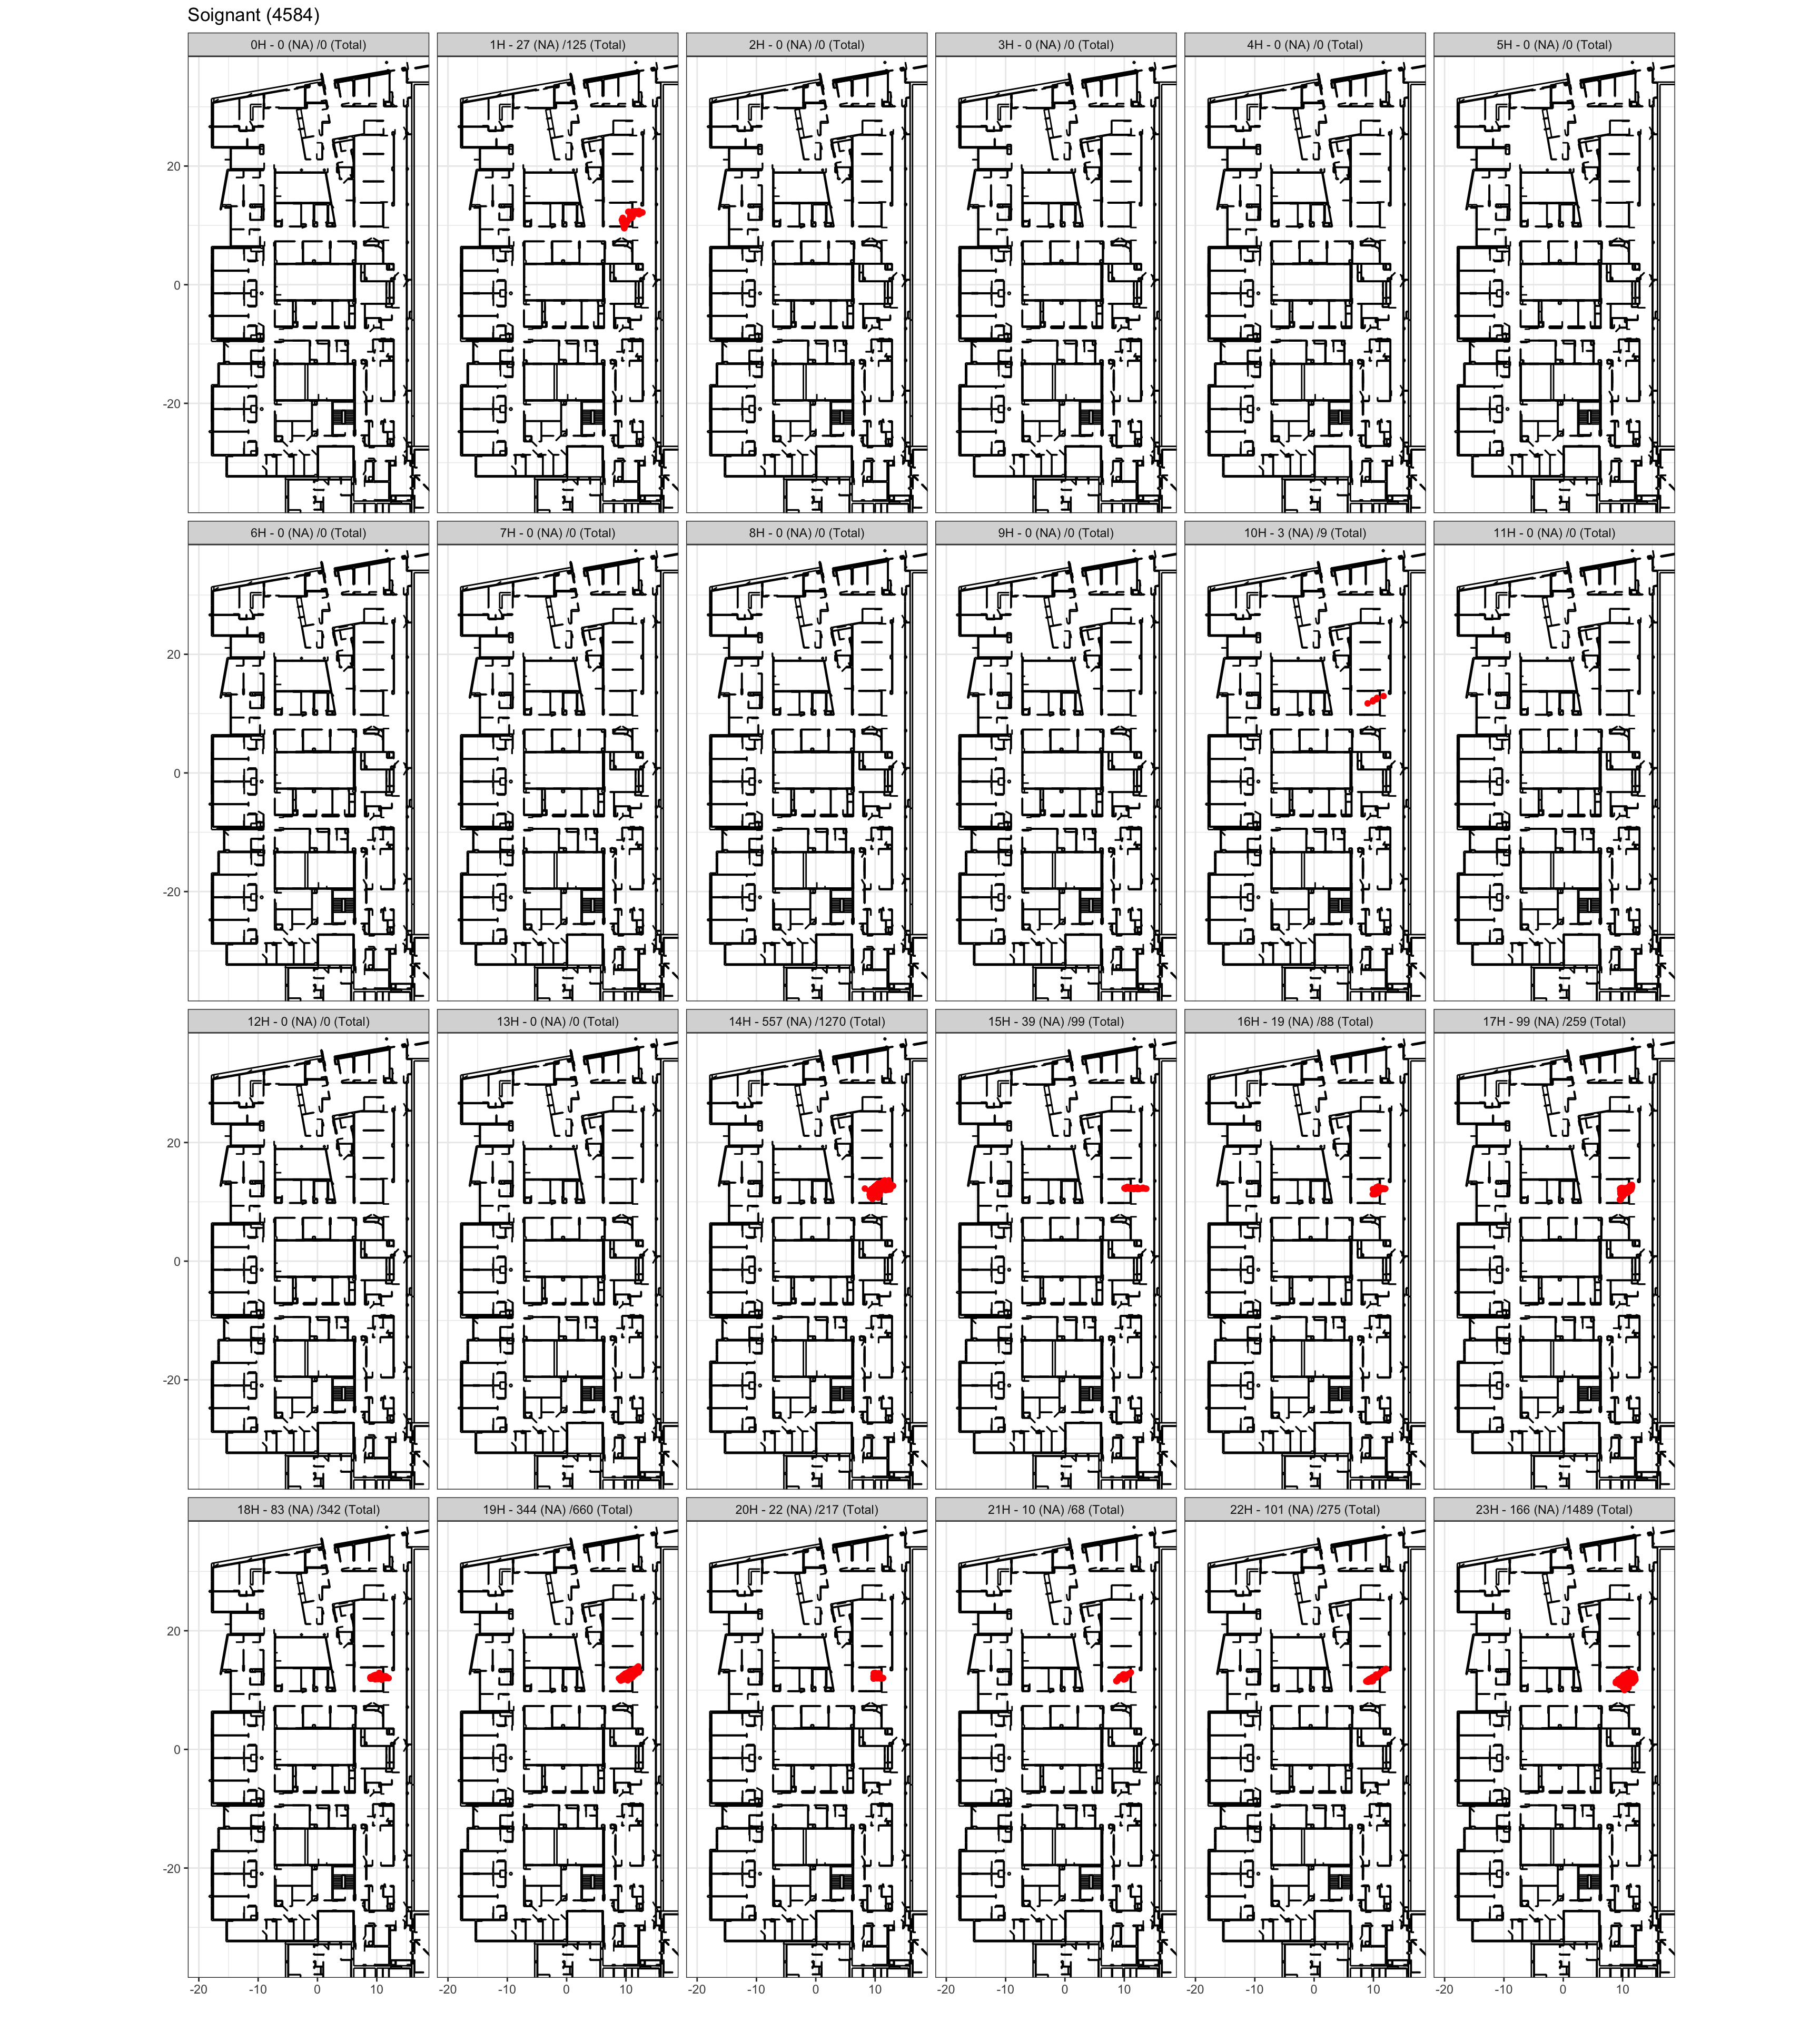 Soignant (4584)
0H - 0 (NA) /0 (Total) 1H - 27 (NA) /125 (Total) 2H - 0 (NA) /0 (Total) 3H - 0 (NA) /0 (Total) 4H - 0 (NA) /0 (Total) 5H - 0 (NA) /0 (Total)
20
0
-20
6H - 0 (NA) /0 (Total) 7H - 0 (NA) /0 (Total) 8H - 0 (NA) /0 (Total) 9H - 0 (NA) /0 (Total) 10H - 3 (NA) /9 (Total) 11H - 0 (NA) /0 (Total)
20
0
-20
12H - 0 (NA) /0 (Total) 13H - 0 (NA) /0 (Total) 14H - 557 (NA) /1270 (Total) 15H - 39 (NA) /99 (Total) 16H - 19 (NA) /88 (Total) 17H - 99 (NA) /259 (Total)
20
0
-20
18H - 83 (NA) /342 (Total) 19H - 344 (NA) /660 (Total) 20H - 22 (NA) /217 (Total) 21H - 10 (NA) /68 (Total) 22H - 101 (NA) /275 (Total) 23H - 166 (NA) /1489 (Total)
20
0
-20
-20 -10 0 10 -20 -10 0 10 -20 -10 0 10 -20 -10 0 10 -20 -10 0 10 -20 -10 0 10